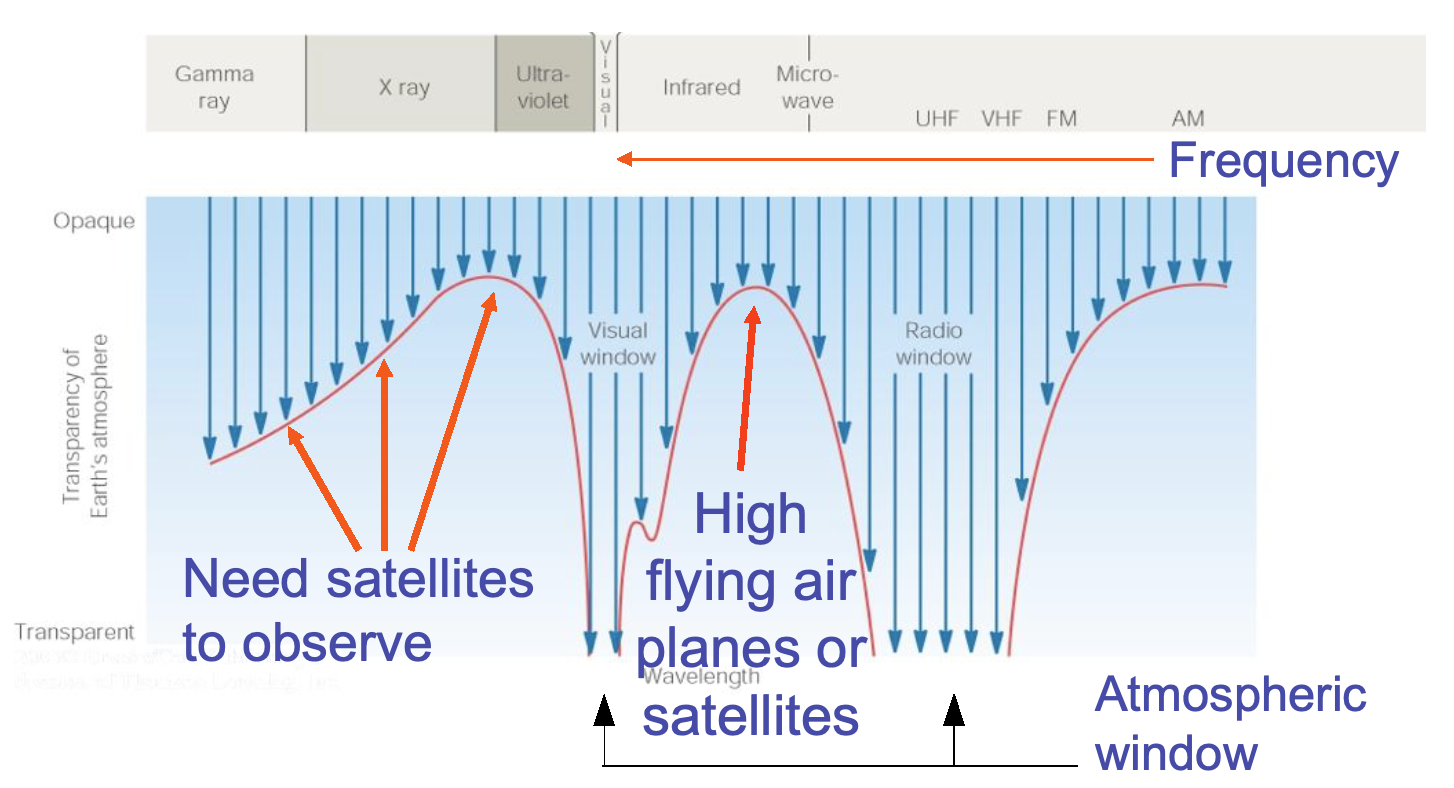 Gamma
ray
X ray
Ultra-
violet
Visual
Infrared
Micro-
wave
UHF VHF FM AM
Frequency
Opaque
Transparency of
Earth's atmosphere
Transparent
Visual
window
Radio
window
Need satellites
to observe
High
flying air
planes or
satellites
Wavelength
Atmospheric
window